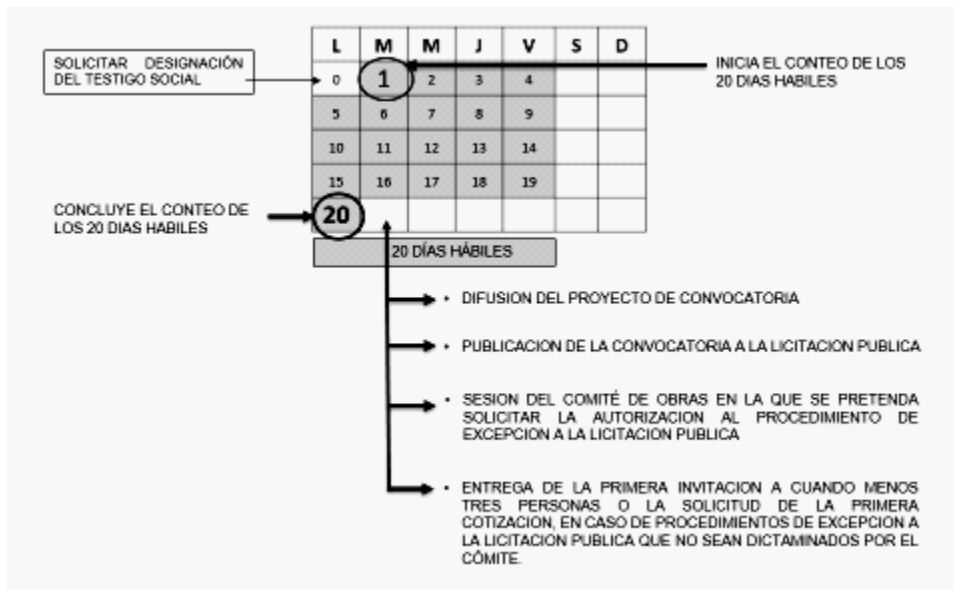 L M M J V S D
SOLICITAR DESIGNACIÓN
DEL TESTIGO SOCIAL
0 1 2 3 4
INICIA EL CONTEO DE LOS
20 DIAS HABILES
5 6 7 8 9
10 11 12 13 14
15 16 17 18 19
CONCLUYE EL CONTEO DE
LOS 20 DIAS HABILES
20
20 DÍAS HÁBILES
• DIFUSION DEL PROYECTO DE CONVOCATORIA
• PUBLICACION DE LA CONVOCATORIA A LA LICITACION PUBLICA
• SESION DEL COMITÉ DE OBRAS EN LA QUE SE PRETENDA
SOLICITAR LA AUTORIZACION AL PROCEDIMIENTO DE
EXCEPCION A LA LICITACION PUBLICA
• ENTREGA DE LA PRIMERA INVITACION A CUANDO MENOS
TRES PERSONAS O LA SOLICITUD DE LA PRIMERA
COTIZACION, EN CASO DE PROCEDIMIENTOS DE EXCEPCION A
LA LICITACION PUBLICA QUE NO SEAN DICTAMINADOS POR EL
CÓMITE.